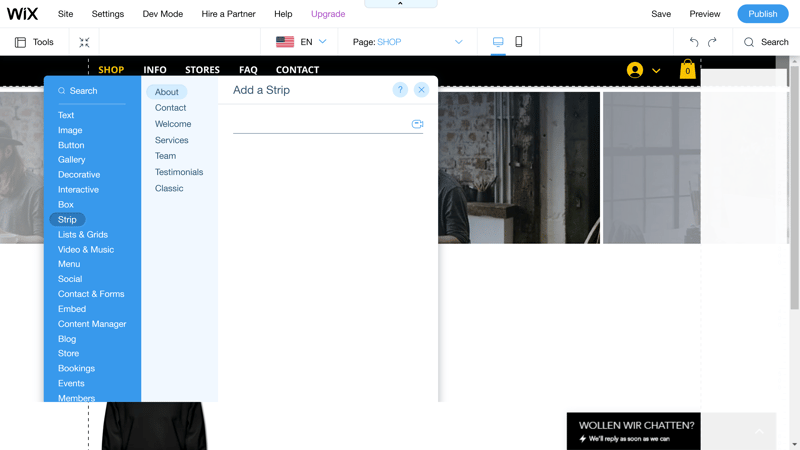 WiX Site Settings Dev Mode Hire a Partner Help Upgrade Save Preview Publish
Tools EN Page: SHOP Search
SHOP INFO STORES FAQ CONTACT 0
Search
Text
Image
Button
Gallery
Decorative
Interactive
Box
Strip
Lists & Grids
Video & Music
Menu
Social
Contact & Forms
Embed
Content Manager
Blog
Store
Bookings
Events
Members
About
Contact
Welcome
Services
Team
Testimonials
Classic
Add a Strip ?
WOLLEN WIR CHATTEN?
We'll reply as soon as we can